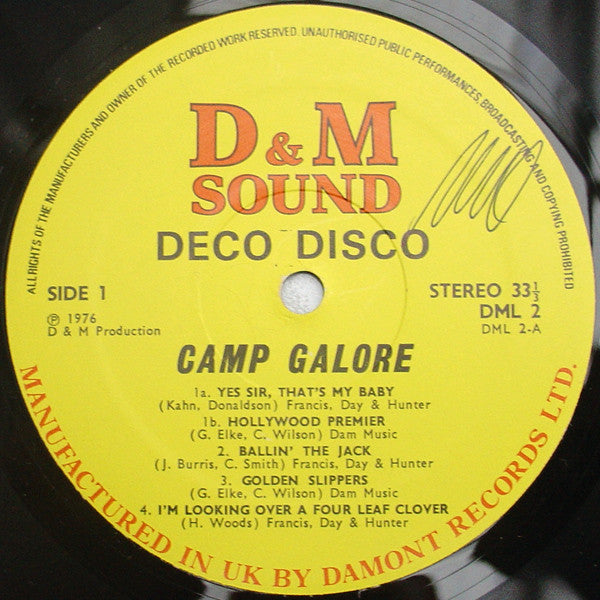 ALL RIGHTS OF THE MANUFACTURERS AND OWNER OF THE RECORDED WORK RESERVED. UNAUTHORISED PUBLIC PERFORMANCES, BROADCASTING AND COPYING PROHIBITED
D & M
SOUND
DECO DISCO
SIDE 1
℗ 1976
D & M Production
STEREO 33⅓
DML 2
DML 2-A
CAMP GALORE
1a. YES SIR, THAT'S MY BABY
(Kahn, Donaldson) Francis, Day & Hunter
1b. HOLLYWOOD PREMIER
(G. Elke, C. Wilson) Dam Music
2. BALLIN' THE JACK
(J. Burris, C. Smith) Francis, Day & Hunter
3. GOLDEN SLIPPERS
(G. Elke, C. Wilson) Dam Music
4. I'M LOOKING OVER A FOUR LEAF CLOVER
(H. Woods) Francis, Day & Hunter
MANUFACTURED IN UK BY DAMONT RECORDS LTD.